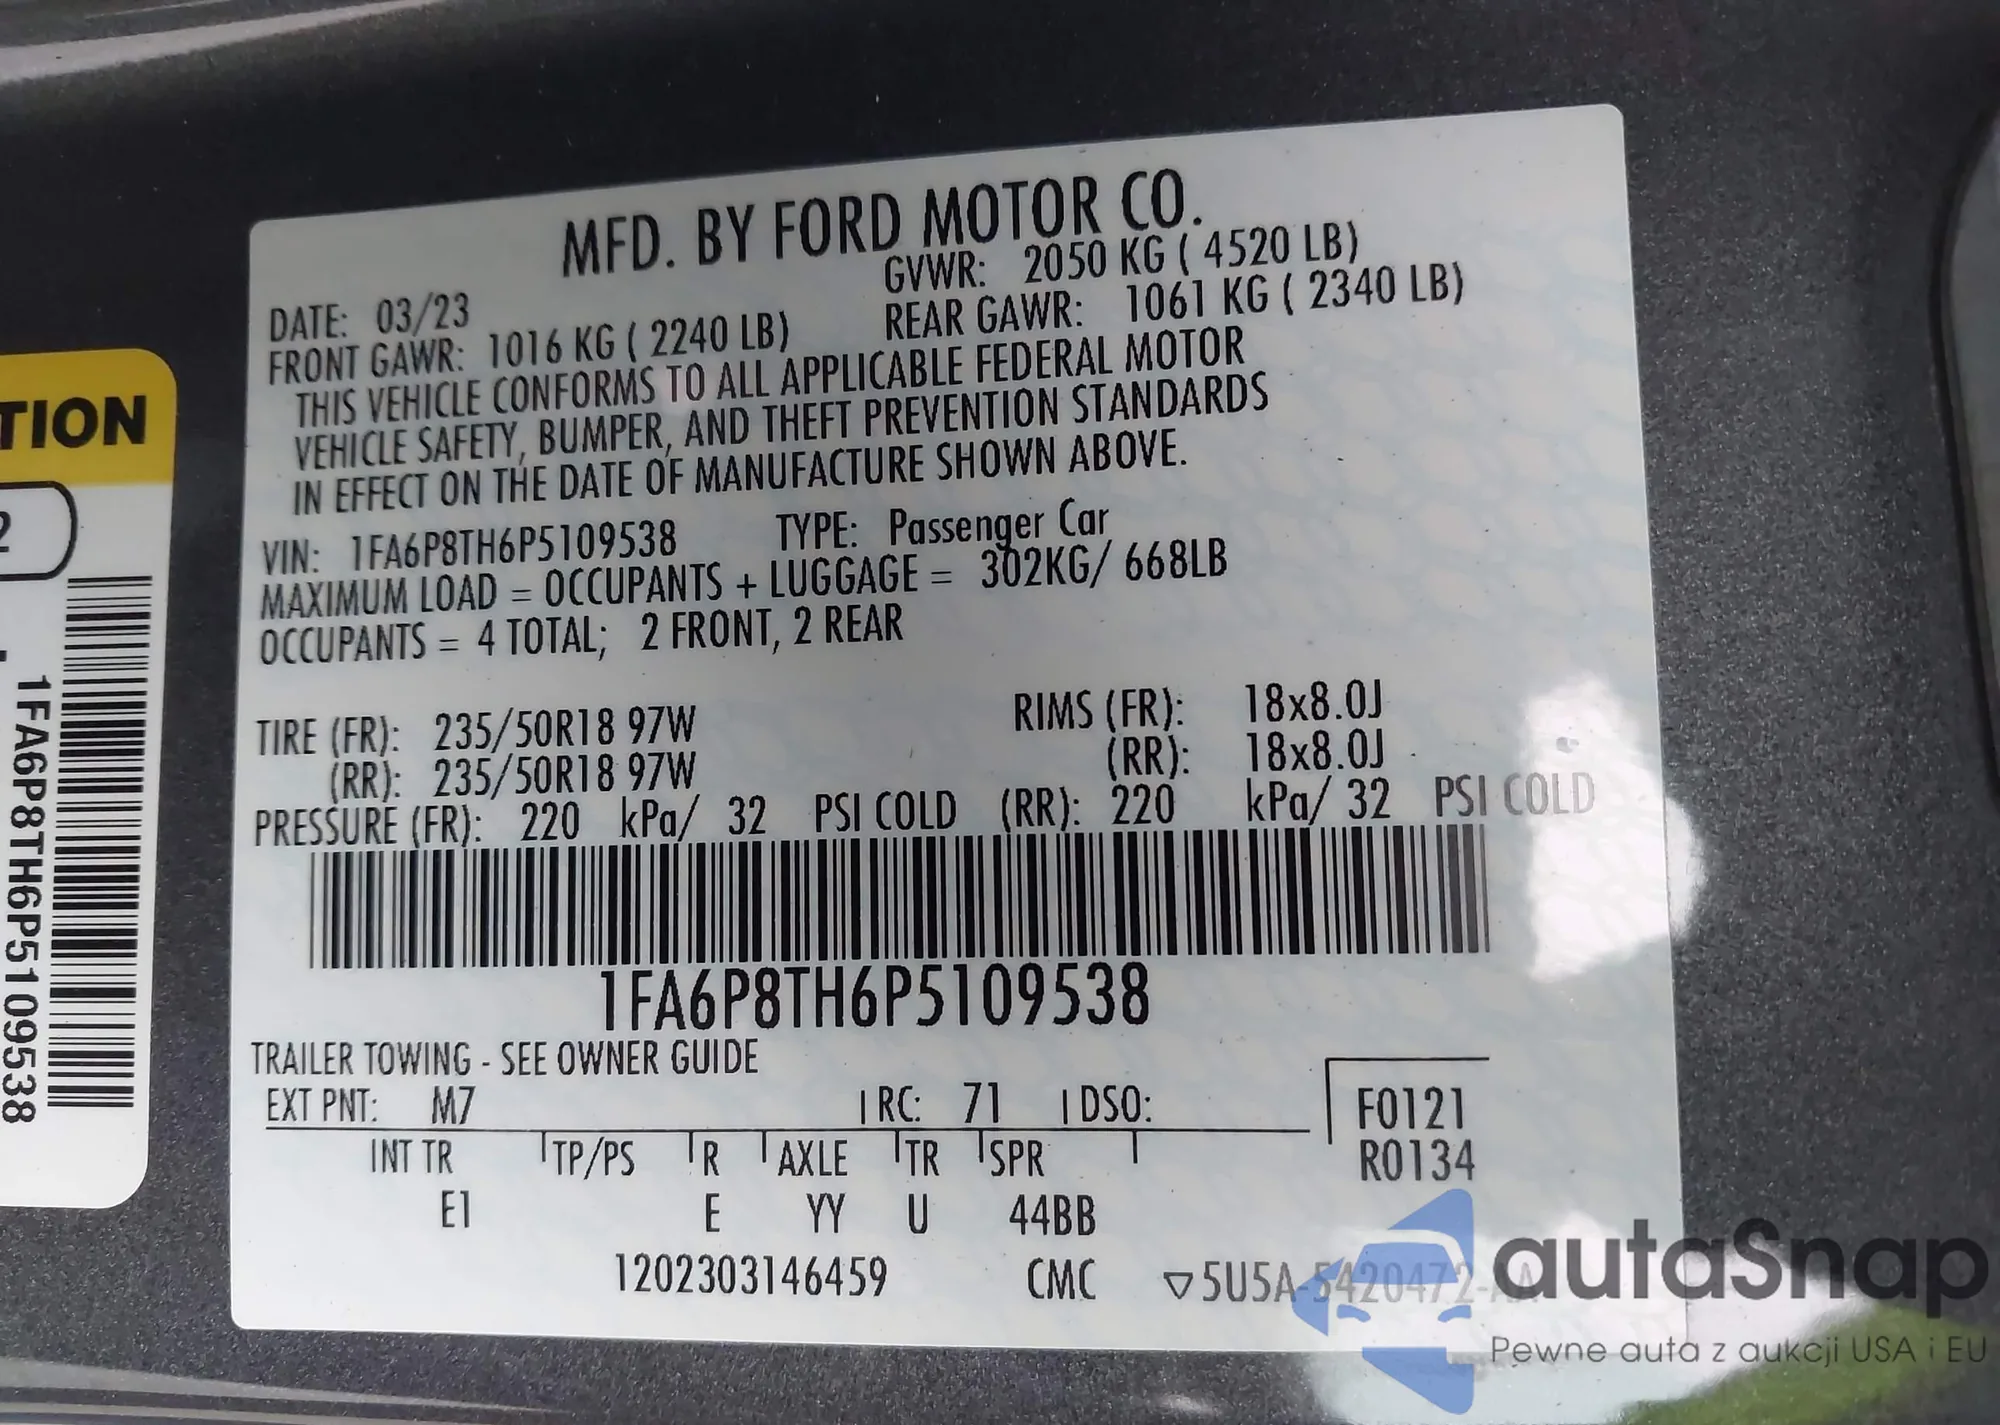 MFD. BY FORD MOTOR CO.
DATE: 03/23
GVWR: 2050 KG ( 4520 LB)
FRONT GAWR: 1016 KG ( 2240 LB)
REAR GAWR: 1061 KG ( 2340 LB)
THIS VEHICLE CONFORMS TO ALL APPLICABLE FEDERAL MOTOR
VEHICLE SAFETY, BUMPER, AND THEFT PREVENTION STANDARDS
IN EFFECT ON THE DATE OF MANUFACTURE SHOWN ABOVE.
VIN: 1FA6P8TH6P5109538 TYPE: Passenger Car
MAXIMUM LOAD = OCCUPANTS + LUGGAGE = 302KG/ 668LB
OCCUPANTS = 4 TOTAL; 2 FRONT, 2 REAR
TIRE (FR): 235/50R18 97W RIMS (FR): 18x8.0J
(RR): 235/50R18 97W (RR): 18x8.0J
PRESSURE (FR): 220 kPa/ 32 PSI COLD (RR): 220 kPa/ 32 PSI COLD
1FA6P8TH6P5109538
TRAILER TOWING - SEE OWNER GUIDE
EXT PNT: M7 RC: 71 DSO: F0121
INT TR TP/PS R AXLE TR SPR R0134
E1 E YY U 44BB
1202303146459 CMC ▽5U5A-5420472-AA
TION
2
1FA6P8TH6P5109538
autaSnap
Pewne auta z aukcji USA i EU